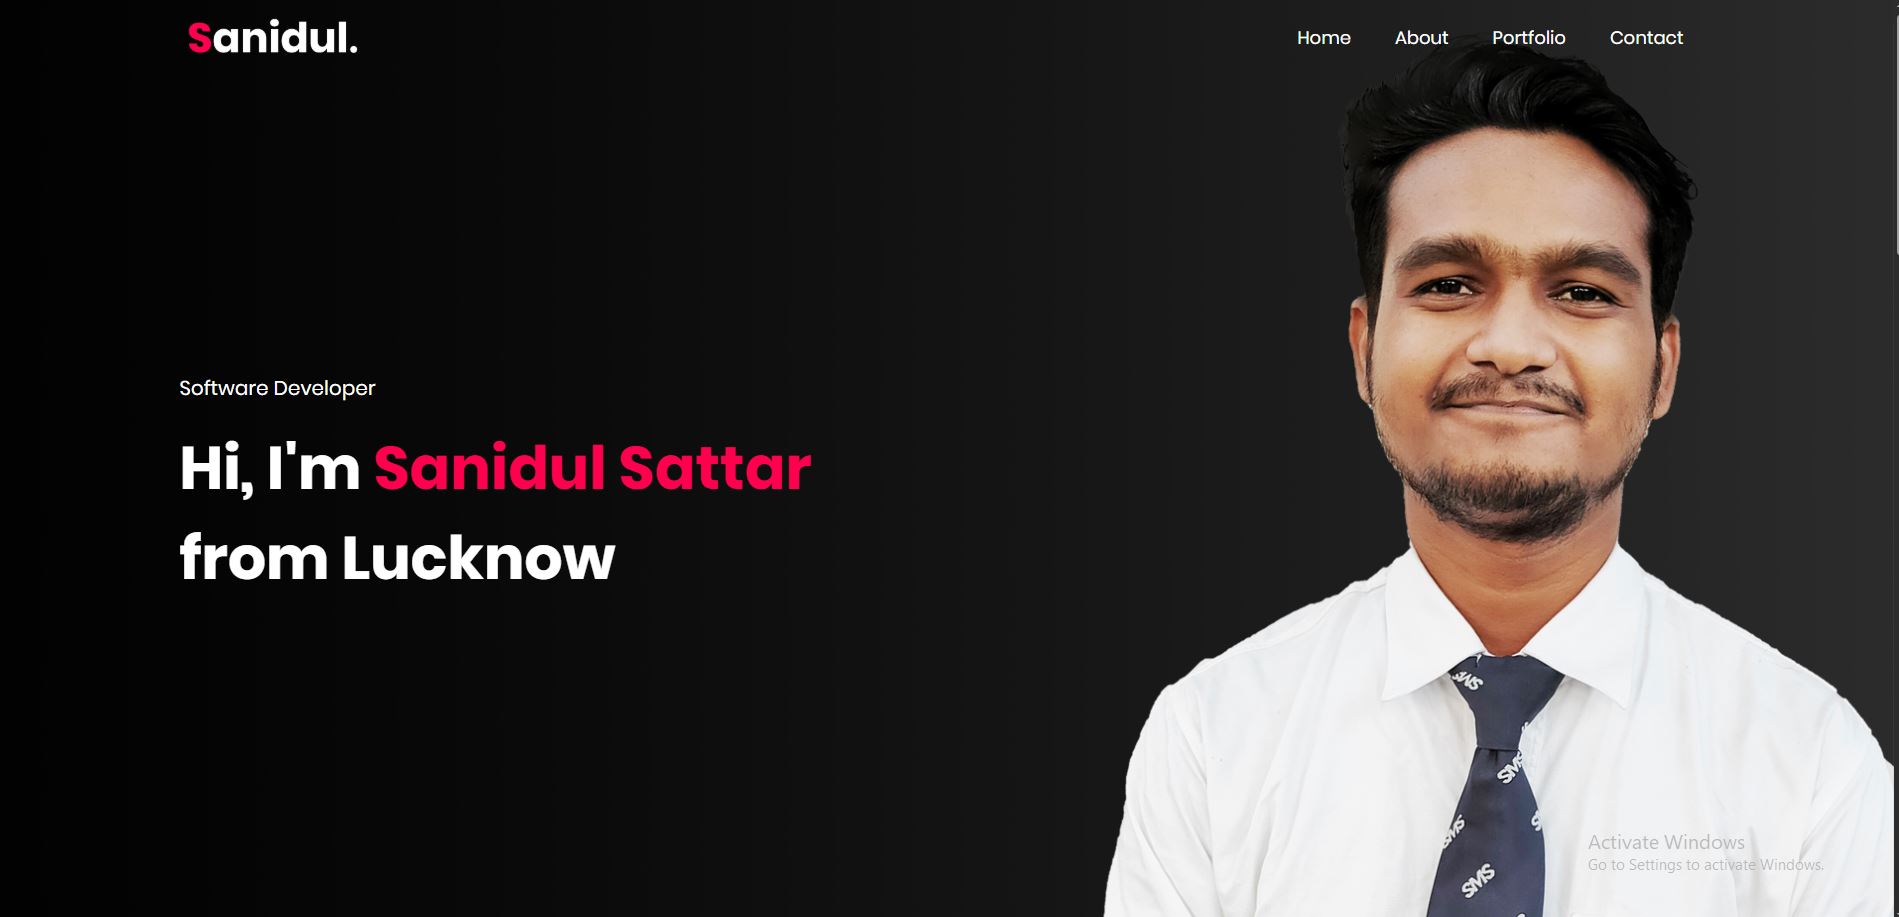 Sanidul.
Home About Portfolio Contact
Software Developer
Hi, I'm Sanidul Sattar
from Lucknow
SMS
SMS
SMS
SMS
Activate Windows
Go to Settings to activate Windows.